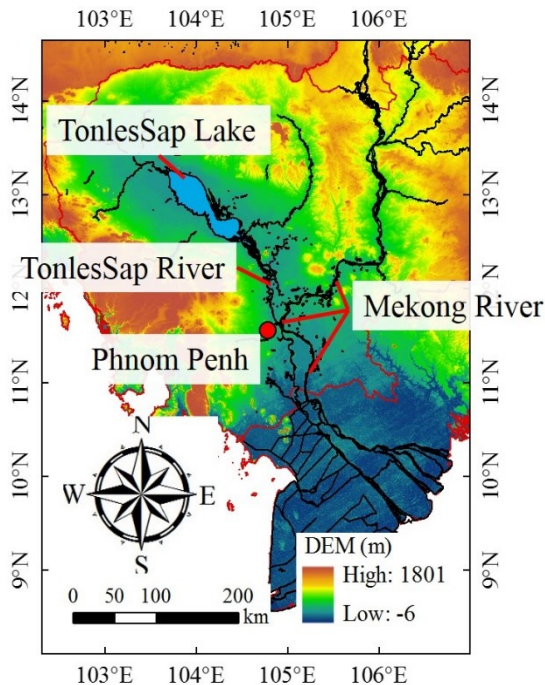 103°E 104°E 105°E 106°E
14°N 14°N
TonlesSap Lake
13°N 13°N
TonlesSap River
12°N 12°N
Mekong River
Phnom Penh
11°N 11°N
N
10°N 10°N
W E
S
DEM (m)
9°N 9°N
High: 1801
Low: -6
0 50 100 200
km
103°E 104°E 105°E 106°E